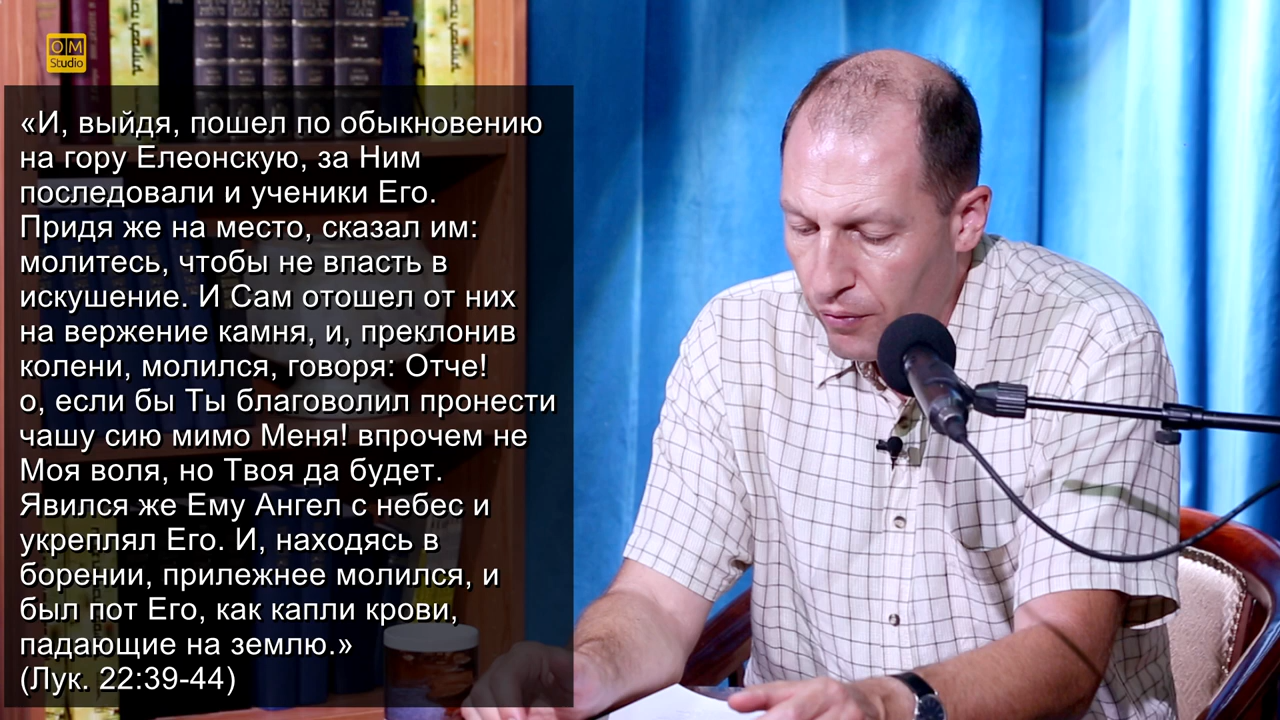 OM
Studio
«И, выйдя, пошел по обыкновению
на гору Елеонскую, за Ним
последовали и ученики Его.
Придя же на место, сказал им:
молитесь, чтобы не впасть в
искушение. И Сам отошел от них
на вержение камня, и, преклонив
колени, молился, говоря: Отче!
о, если бы Ты благоволил пронести
чашу сию мимо Меня! впрочем не
Моя воля, но Твоя да будет.
Явился же Ему Ангел с небес и
укреплял Его. И, находясь в
борении, прилежнее молился, и
был пот Его, как капли крови,
падающие на землю.»
(Лук. 22:39-44)